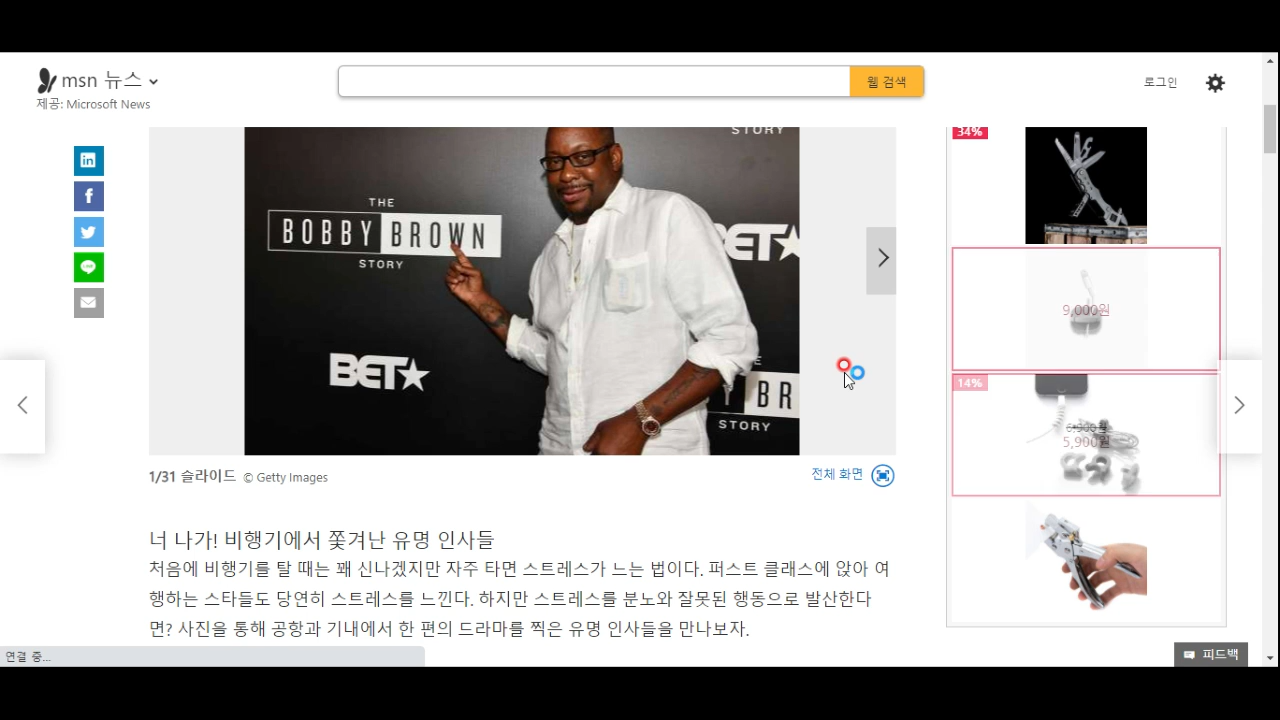 msn 뉴스
제공: Microsoft News
웹 검색
로그인
STORY
THE
BOBBY BROWN
STORY
BET
BET
BR
STORY
1/31 슬라이드 © Getty Images
전체 화면
너 나가! 비행기에서 쫓겨난 유명 인사들
처음에 비행기를 탈 때는 꽤 신나겠지만 자주 타면 스트레스가 느는 법이다. 퍼스트 클래스에 앉아 여
행하는 스타들도 당연히 스트레스를 느낀다. 하지만 스트레스를 분노와 잘못된 행동으로 발산한다
면? 사진을 통해 공항과 기내에서 한 편의 드라마를 찍은 유명 인사들을 만나보자.
34%
9,000원
14%
6,900원
5,900원
연결 중...
피드백